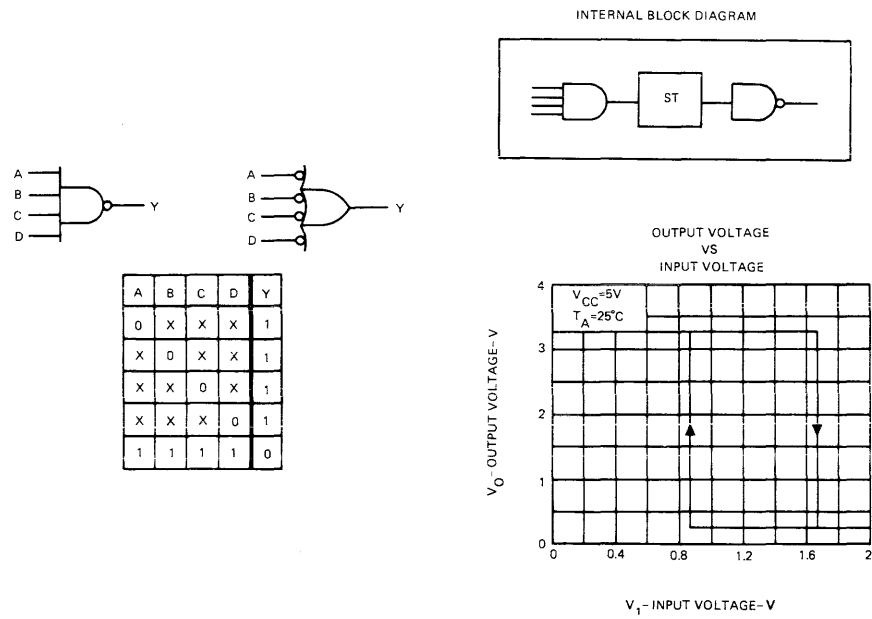 INTERNAL BLOCK DIAGRAM
ST
A
B
C
D
Y
A
B
C
D
Y
A B C D Y
0 X X X 1
X 0 X X 1
X X 0 X 1
X X X 0 1
1 1 1 1 0
OUTPUT VOLTAGE
VS
INPUT VOLTAGE
VCC=5V
TA=25°C
VO-OUTPUT VOLTAGE-V
4
3
2
1
0
0 0.4 0.8 1.2 1.6 2
V1-INPUT VOLTAGE-V